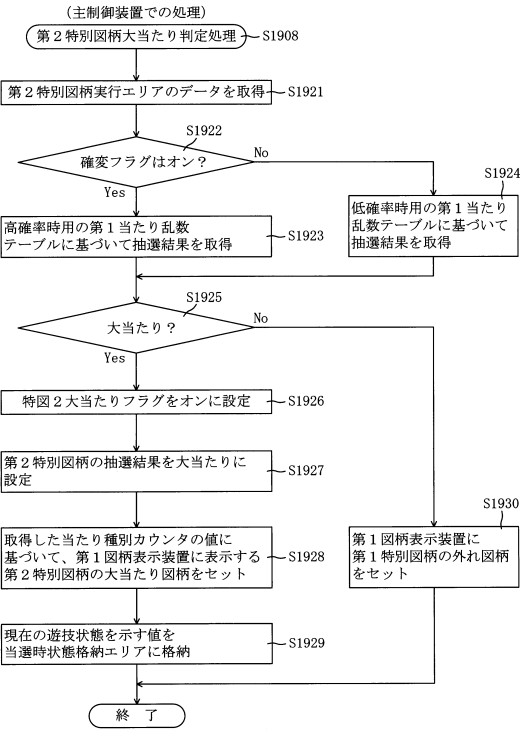 (主制御装置での処理)
第2特別図柄大当たり判定処理
S1908
第2特別図柄実行エリアのデータを取得
S1921
S1922
確変フラグはオン?
No
Yes
S1924
高確率時用の第1当たり乱数
テーブルに基づいて抽選結果を取得
S1923
低確率時用の第1当たり
乱数テーブルに基づいて
抽選結果を取得
S1925
大当たり?
No
Yes
特図2大当たりフラグをオンに設定
S1926
第2特別図柄の抽選結果を大当たりに
設定
S1927
S1930
取得した当たり種別カウンタの値に
基づいて、第1図柄表示装置に表示する
第2特別図柄の大当たり図柄をセット
S1928
第1図柄表示装置に
第1特別図柄の外れ図柄
をセット
現在の遊技状態を示す値を
当選時状態格納エリアに格納
S1929
終 了